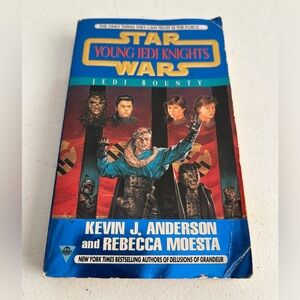 THE ONLY THING THEY CAN TRUST IS THE FORCE...
STAR
YOUNG JEDI KNIGHTS
WARS
JEDI BOUNTY
KEVIN J. ANDERSON
and REBECCA MOESTA
NEW YORK TIMES BESTSELLING AUTHORS OF DELUSIONS OF GRANDEUR